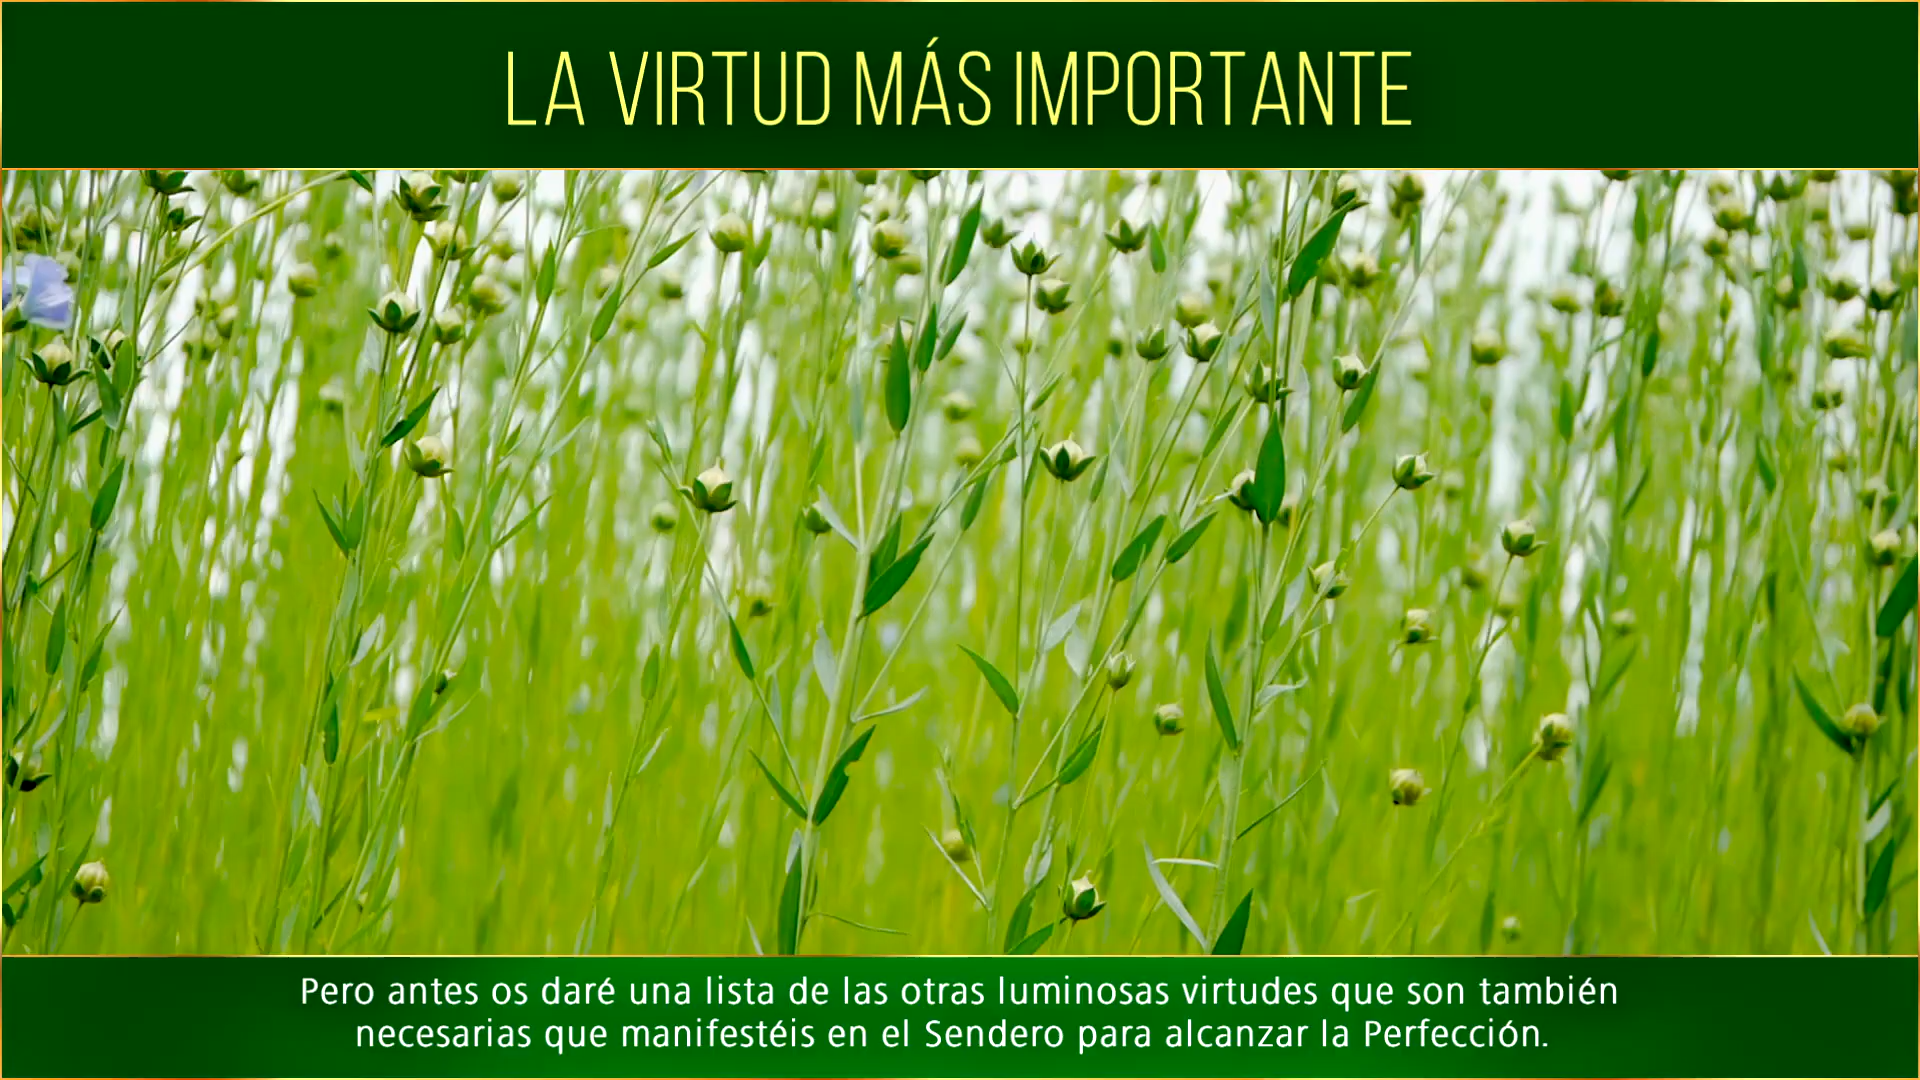 LA VIRTUD MÁS IMPORTANTE
Pero antes os daré una lista de las otras luminosas virtudes que son también
necesarias que manifestéis en el Sendero para alcanzar la Perfección.